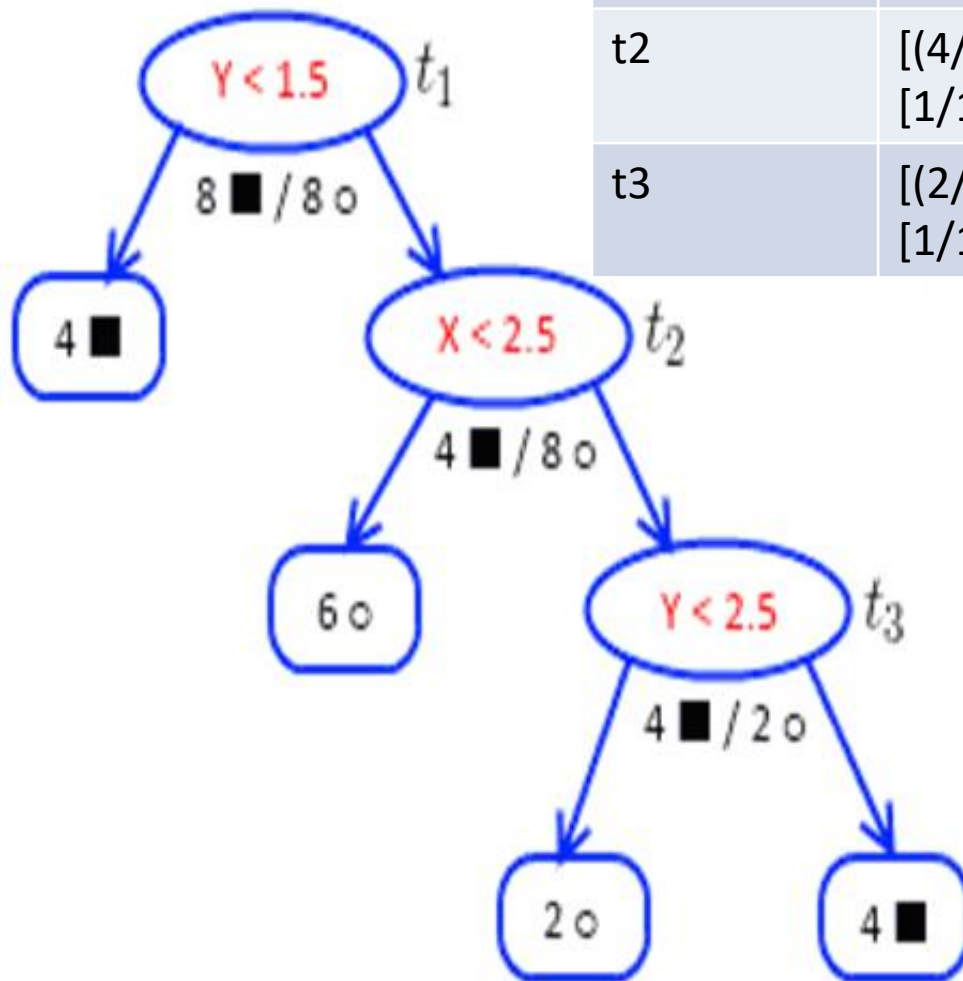 Y < 1.5 t₁
8 ■ / 8 ○
4 ■
X < 2.5 t₂
4 ■ / 8 ○
6 ○
Y < 2.5 t₃
4 ■ / 2 ○
2 ○
4 ■
t2 [(4/
[1/1
t3 [(2/
[1/1